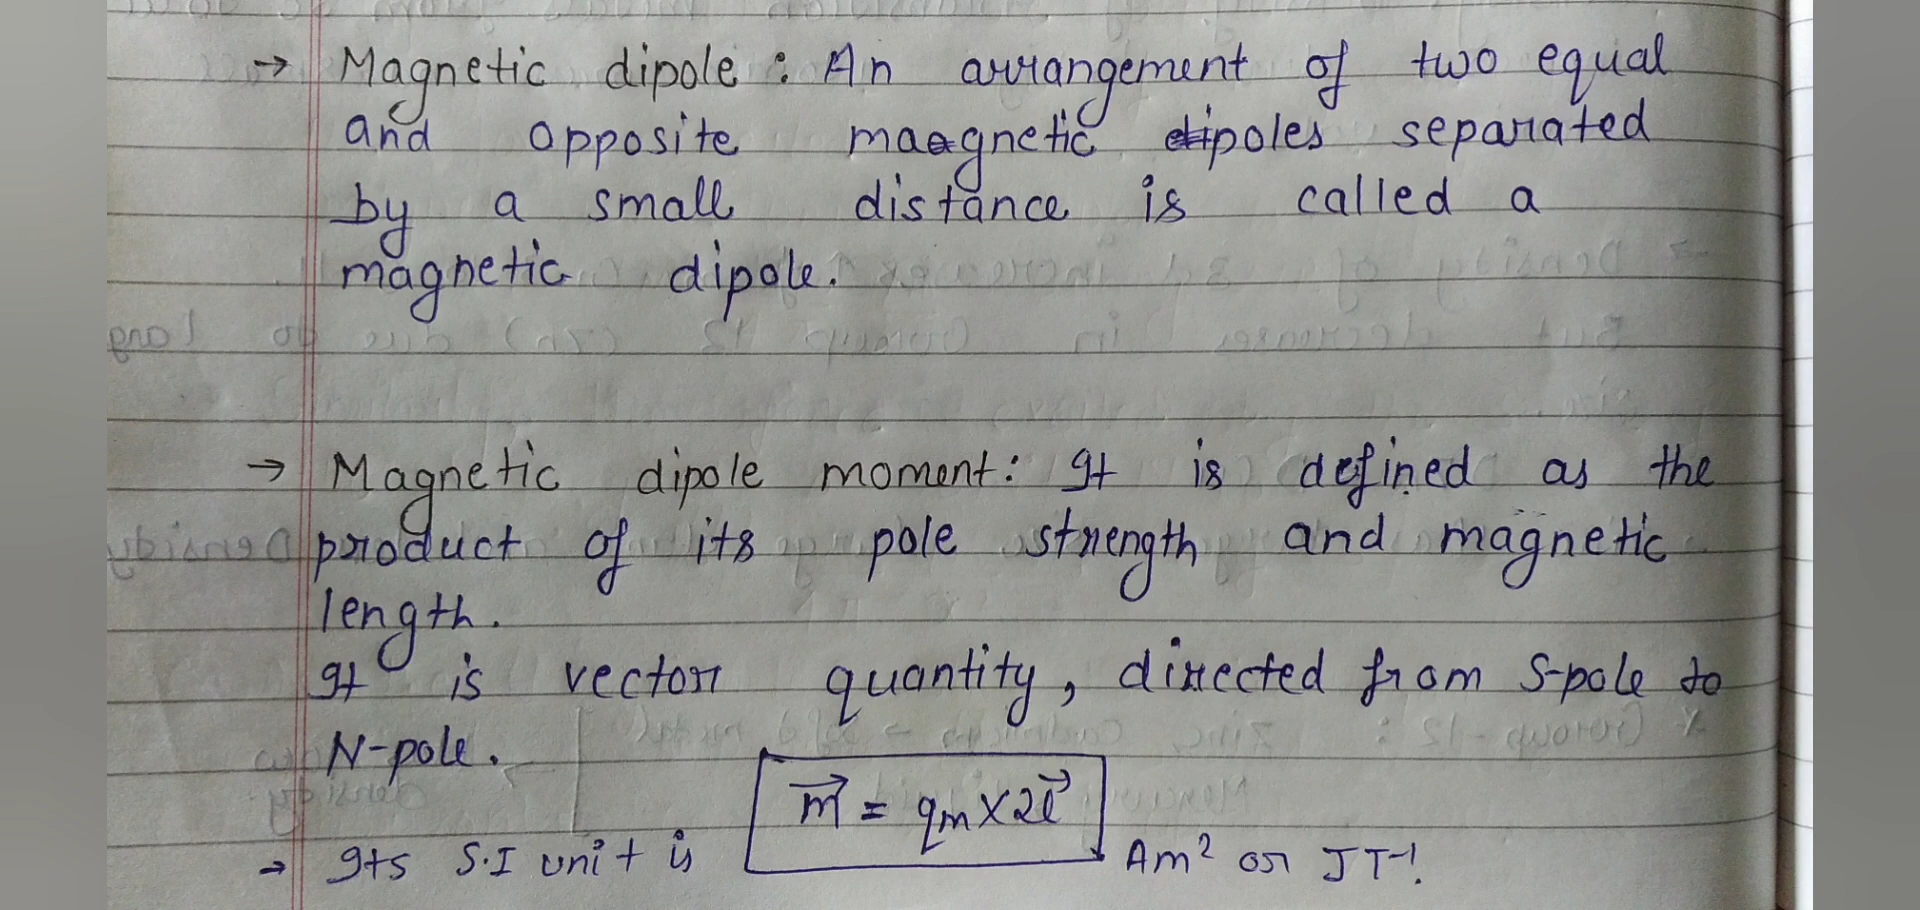 → Magnetic dipole : An arrangement of two equal
and opposite magnetic poles separated
by a small distance is called a
magnetic dipole.
→ Magnetic dipole moment: It is defined as the
product of its pole strength and magnetic
length.
It is vector quantity, directed from S-pole to
N-pole.
m⃗ = qₘ × 2l⃗
→ Its S.I unit is Am² or JT⁻¹.